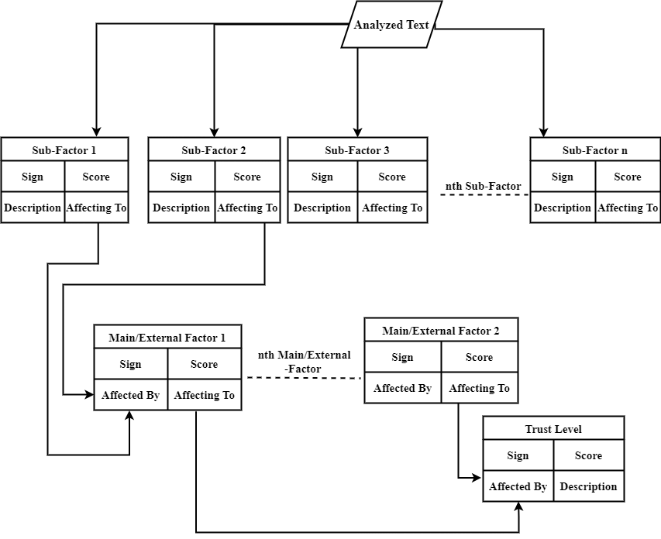 Analyzed Text
Sub-Factor 1
Sign Score
Description Affecting To
Sub-Factor 2
Sign Score
Description Affecting To
Sub-Factor 3
Sign Score
Description Affecting To
nth Sub-Factor
Sub-Factor n
Sign Score
Description Affecting To
Main/External Factor 1
Sign Score
Affected By Affecting To
nth Main/External
-Factor
Main/External Factor 2
Sign Score
Affected By Affecting To
Trust Level
Sign Score
Affected By Description